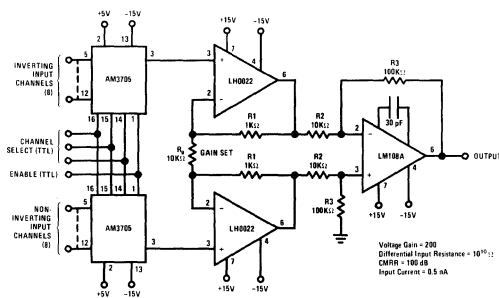 +5V -15V
2 13
INVERTING
INPUT
CHANNELS
(8)
5
12
AM3705
3
16 15 14 1
+15V -15V
7 4
3
+
2
−
LH0022
6
R3
100KΩ
30 pF
CHANNEL
SELECT (TTL)
ENABLE (TTL)
R1
1KΩ
R2
10KΩ
10KΩ
GAIN SET
R1
1KΩ
R2
10KΩ
2
−
3
+
LM108A
6
OUTPUT
7 4
+15V -15V
R3
100KΩ
16 15 14 1
NON-
INVERTING
INPUT
CHANNELS
(8)
5
12
AM3705
3
2 13
+5V -15V
2
−
3
+
LH0022
6
7 4
+15V -15V
Voltage Gain = 200
Differential Input Resistance = 10¹⁰ Ω
CMRR = 100 dB
Input Current = 0.5 nA